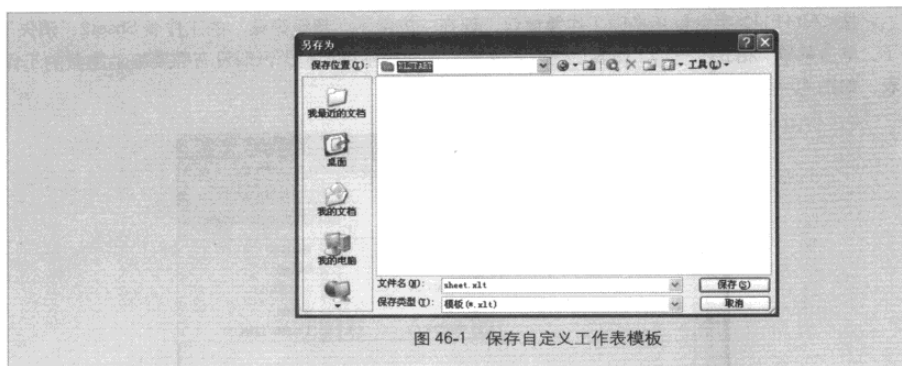 另存为
保存位置(I): XLSTART 工具(L)
我最近的文档
桌面
我的文档
我的电脑
文件名(N): sheet.xlt 保存(S)
保存类型(T): 模板(*.xlt) 取消
图 46-1 保存自定义工作表模板